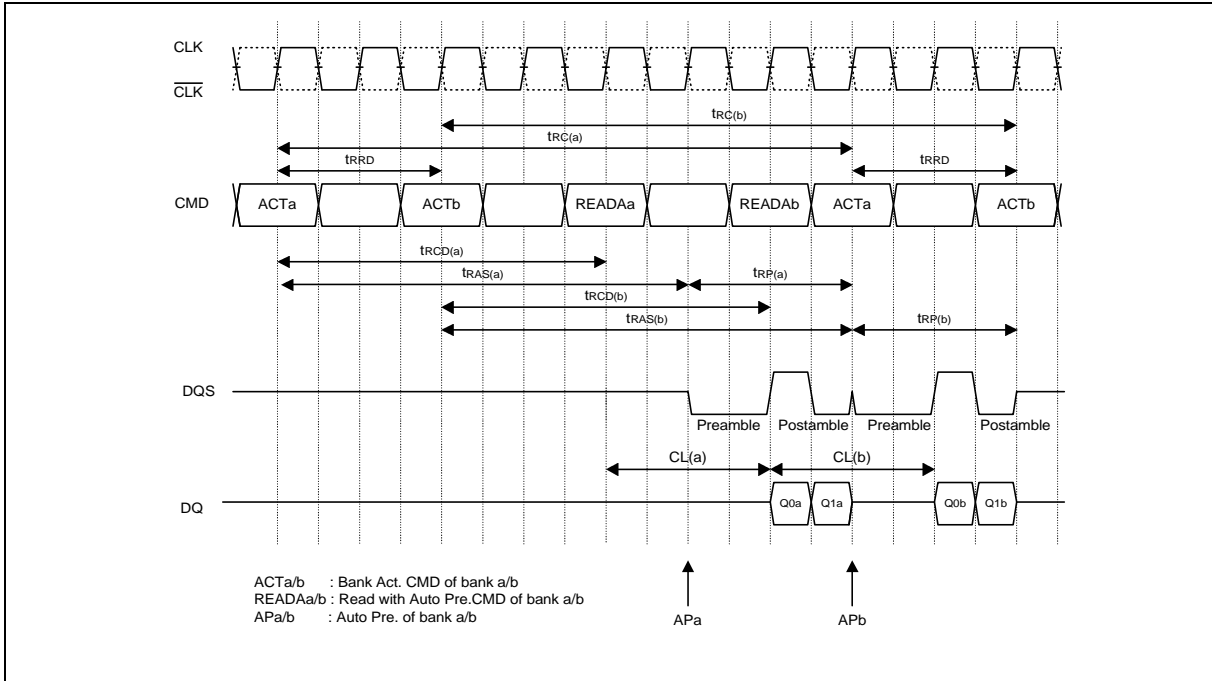 CLK
CLK
tRC(b)
tRC(a)
tRRD
tRRD
CMD
ACTa
ACTb
READAa
READAb
ACTa
ACTb
tRCD(a)
tRAS(a)
tRP(a)
tRCD(b)
tRAS(b)
tRP(b)
DQS
Preamble
Postamble
Preamble
Postamble
CL(a)
CL(b)
DQ
Q0a
Q1a
Q0b
Q1b
ACTa/b : Bank Act. CMD of bank a/b
READAa/b : Read with Auto Pre.CMD of bank a/b
APa/b : Auto Pre. of bank a/b
APa
APb